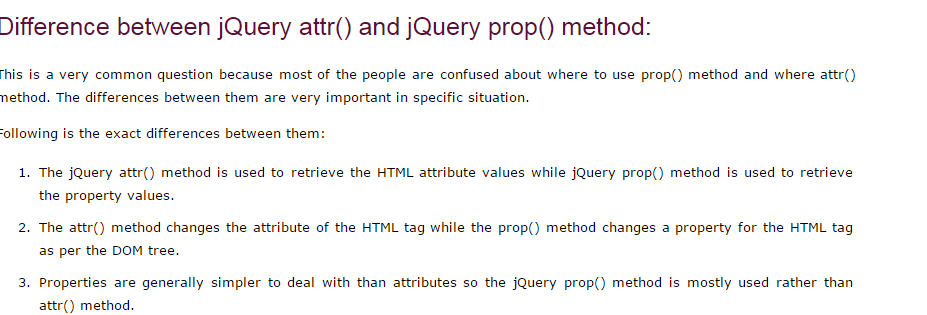 Difference between jQuery attr() and jQuery prop() method:
This is a very common question because most of the people are confused about where to use prop() method and where attr()
method. The differences between them are very important in specific situation.
Following is the exact differences between them:
1. The jQuery attr() method is used to retrieve the HTML attribute values while jQuery prop() method is used to retrieve
the property values.
2. The attr() method changes the attribute of the HTML tag while the prop() method changes a property for the HTML tag
as per the DOM tree.
3. Properties are generally simpler to deal with than attributes so the jQuery prop() method is mostly used rather than
attr() method.